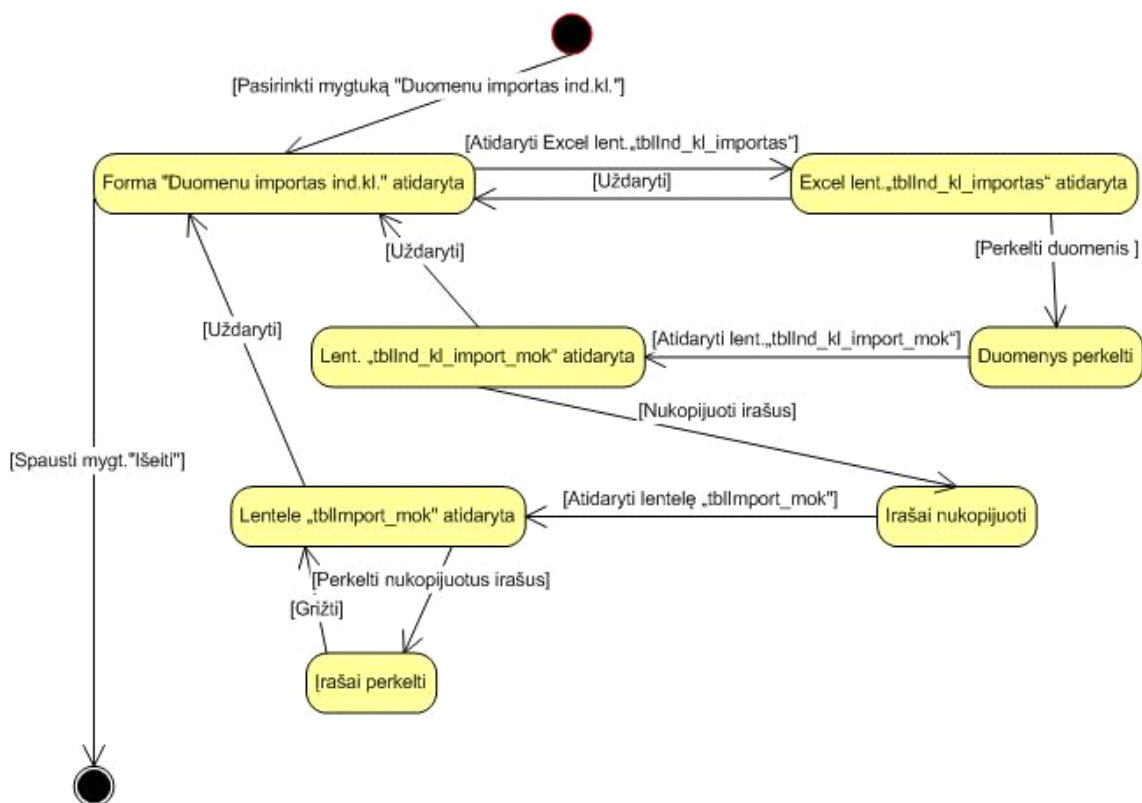 [Pasirinkti mygtuką "Duomenu importas ind.kl."]
[Atidaryti Excel lent.„tblInd_kl_importas“]
Forma "Duomenu importas ind.kl." atidaryta
[Uždaryti]
Excel lent.„tblInd_kl_importas“ atidaryta
[Uždaryti]
[Perkelti duomenis ]
[Uždaryti]
[Atidaryti lent.„tblInd_kl_import_mok“]
Lent. „tblInd_kl_import_mok“ atidaryta
Duomenys perkelti
[Nukopijuoti irašus]
[Spausti mygt."Išeiti"]
[Atidaryti lentelę „tblImport_mok"]
Lentele „tblImport_mok" atidaryta
Irašai nukopijuoti
[Perkelti nukopijuotus irašus]
[Grižti]
Įrašai perkelti